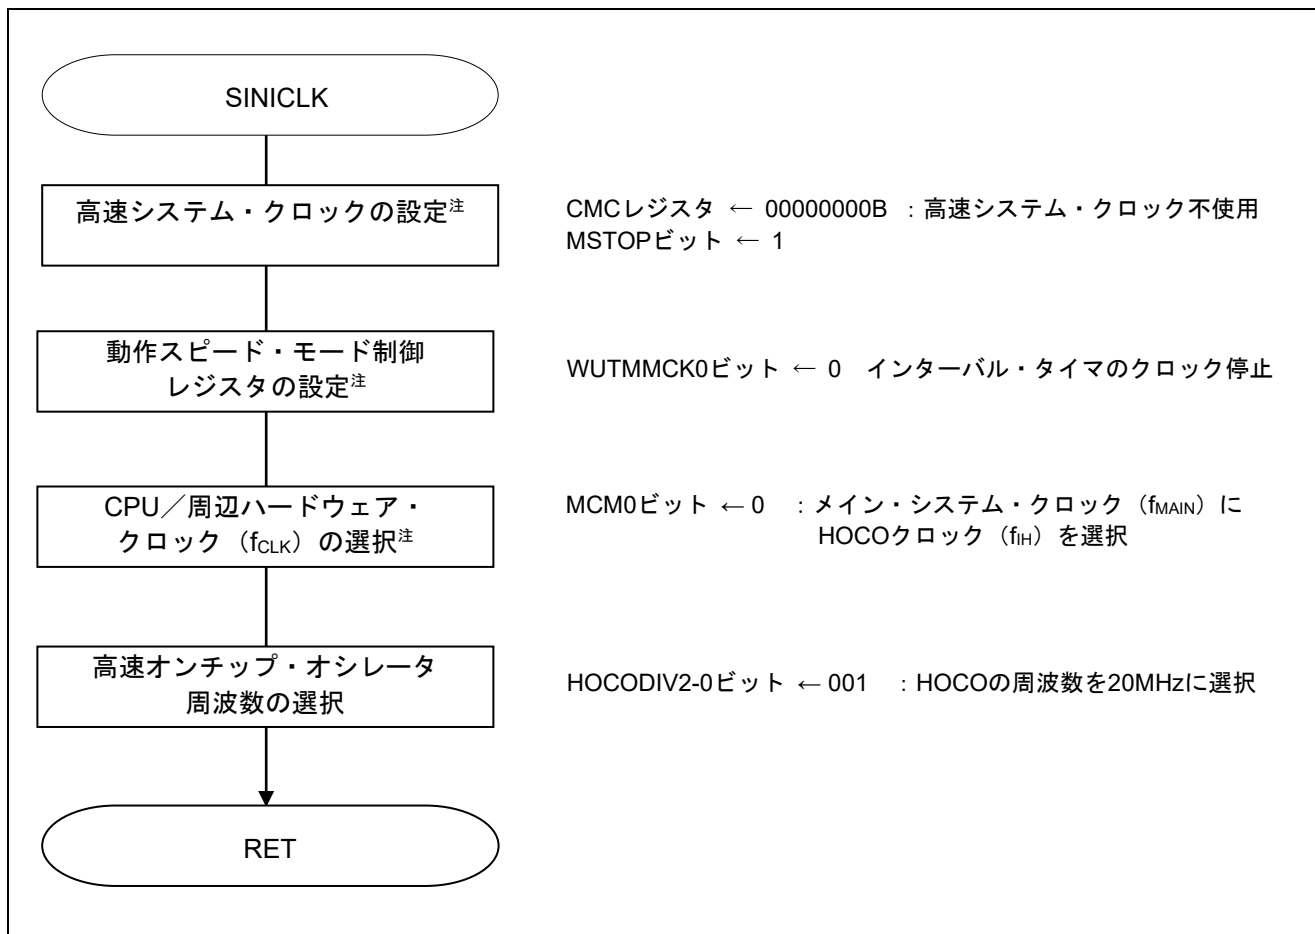 SINICLK
高速システム・クロックの設定注
CMCレジスタ ← 00000000B ：高速システム・クロック不使用
MSTOPビット ← 1
動作スピード・モード制御
レジスタの設定注
WUTMMCK0ビット ← 0 インターバル・タイマのクロック停止
CPU／周辺ハードウェア・
クロック（fCLK）の選択注
MCM0ビット ← 0 ：メイン・システム・クロック（fMAIN）に
HOCOクロック（fIH）を選択
高速オンチップ・オシレータ
周波数の選択
HOCODIV2-0ビット ← 001 ：HOCOの周波数を20MHzに選択
RET